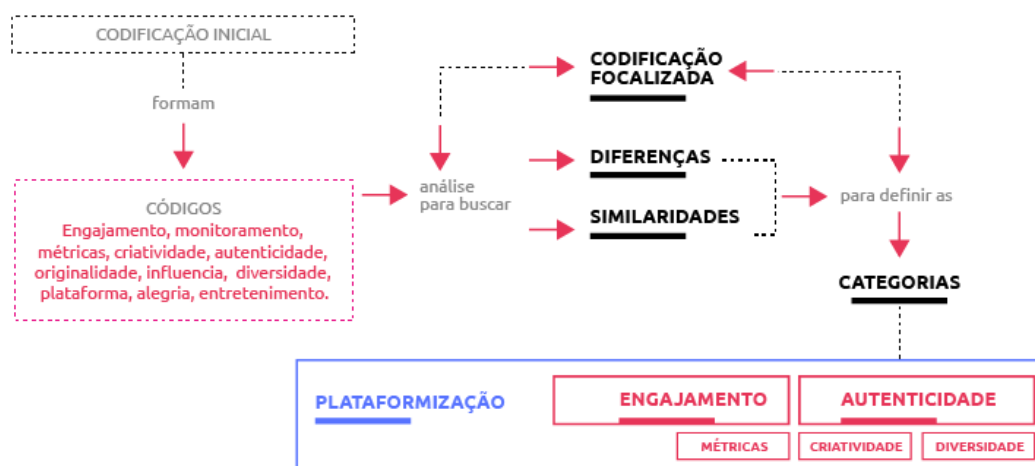 CODIFICAÇÃO INICIAL
formam
CÓDIGOS
Engajamento, monitoramento,
métricas, criatividade, autenticidade,
originalidade, influencia, diversidade,
plataforma, alegria, entretenimento.
análise
para buscar
CODIFICAÇÃO
FOCALIZADA
DIFERENÇAS
SIMILARIDADES
para definir as
CATEGORIAS
PLATAFORMIZAÇÃO
ENGAJAMENTO
AUTENTICIDADE
MÉTRICAS
CRIATIVIDADE
DIVERSIDADE